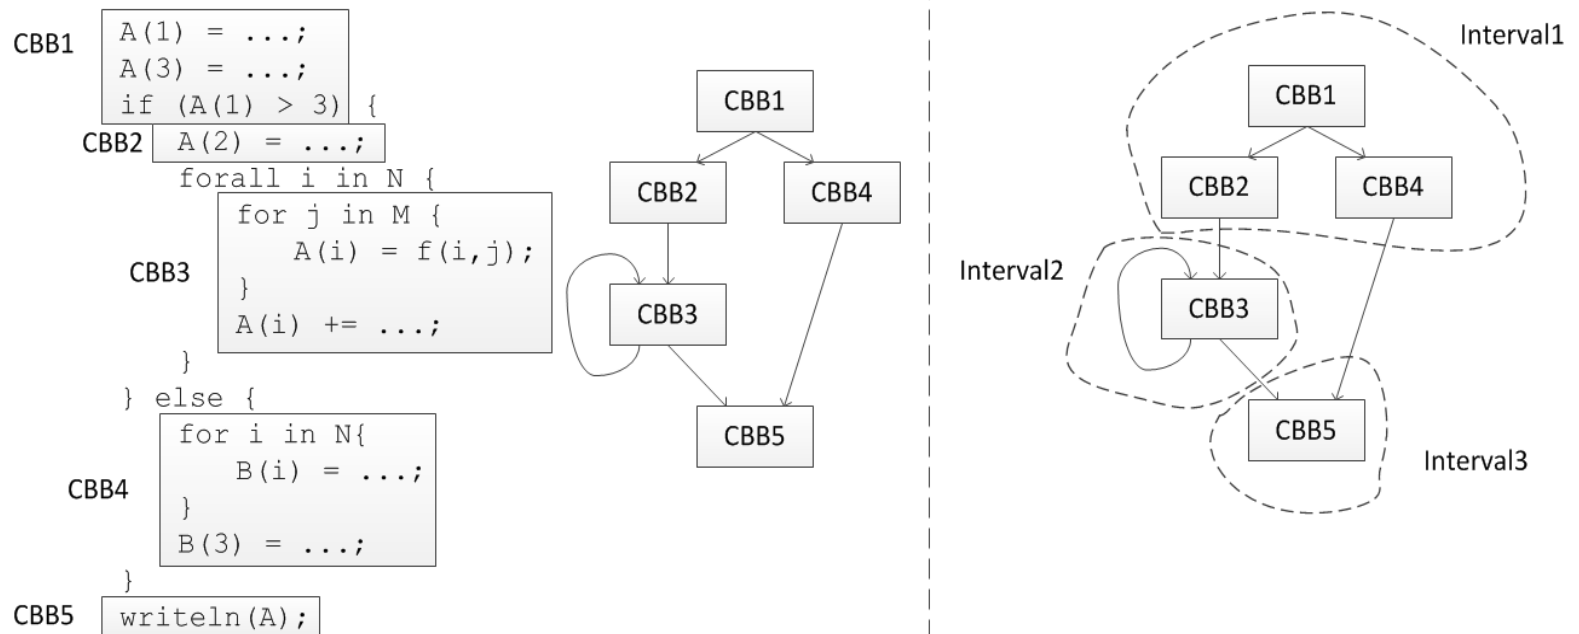 CBB1
A(1) = ...;
A(3) = ...;
if (A(1) > 3) {
CBB2
A(2) = ...;
forall i in N {
for j in M {
A(i) = f(i,j);
CBB3
}
A(i) += ...;
}
} else {
for i in N{
B(i) = ...;
CBB4
}
B(3) = ...;
}
CBB5
writeln(A);
CBB1
CBB2
CBB4
CBB3
CBB5
Interval1
CBB1
CBB2
CBB4
Interval2
CBB3
CBB5
Interval3